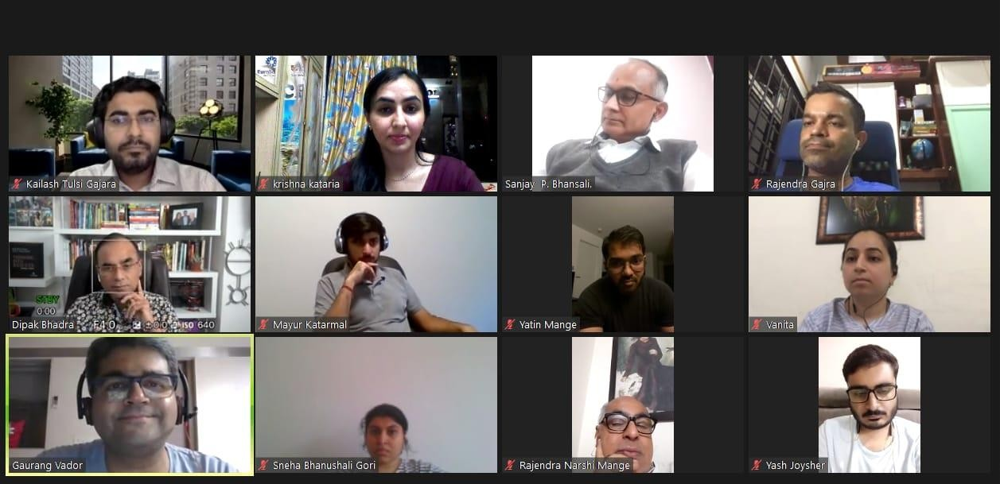 Kailash Tulsi Gajara
krishna kataria
Sanjay P. Bhansali.
Rajendra Gajra
STBY
0:00
Dipak Bhadra
F4.0
±0.0
ISO 640
Mayur Katarmal
Yatin Mange
Vanita
Gaurang Vador
Sneha Bhanushali Gori
Rajendra Narshi Mange
Yash Joysher